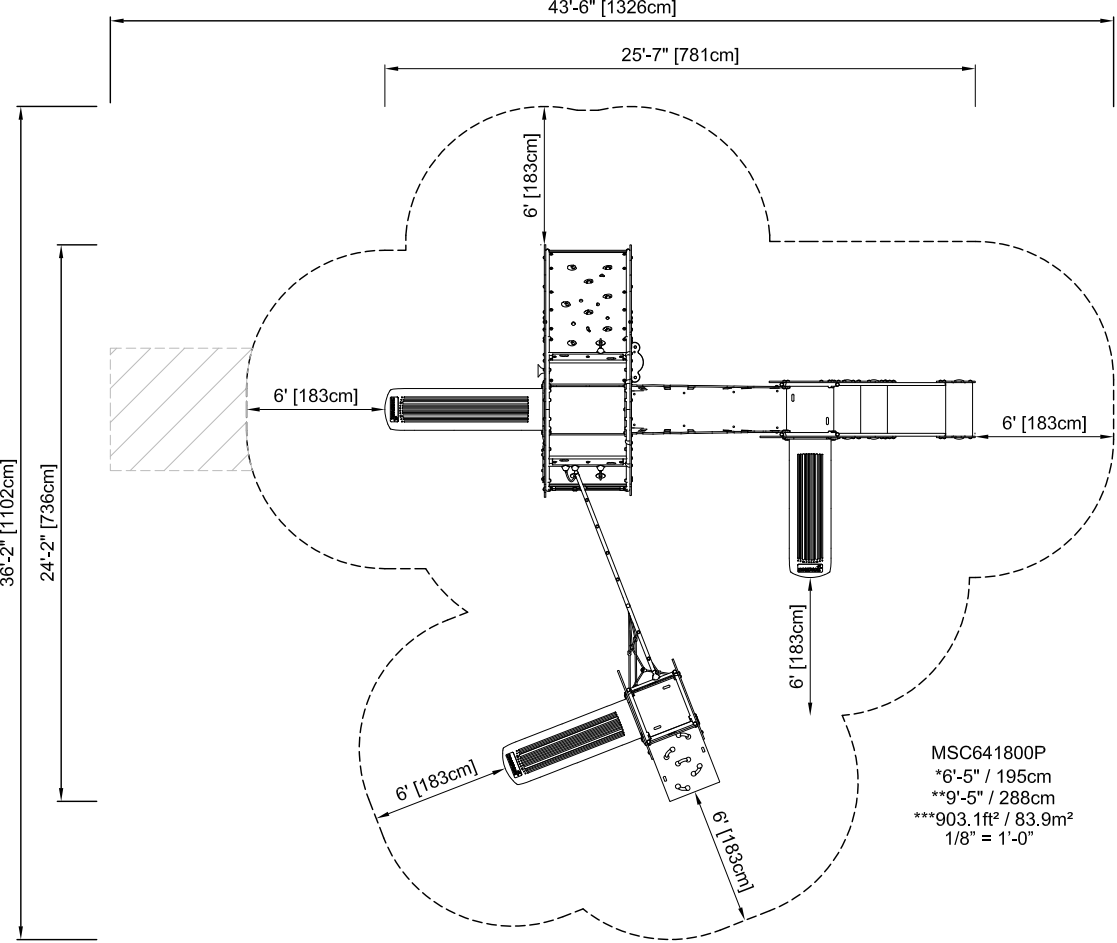 43'-6" [1326cm]
25'-7" [781cm]
6' [183cm]
6' [183cm]
6' [183cm]
36'-2" [1102cm]
24'-2" [736cm]
6' [183cm]
6' [183cm]
6' [183cm]
MSC641800P
*6'-5" / 195cm
**9'-5" / 288cm
***903.1ft² / 83.9m²
1/8” = 1’-0”